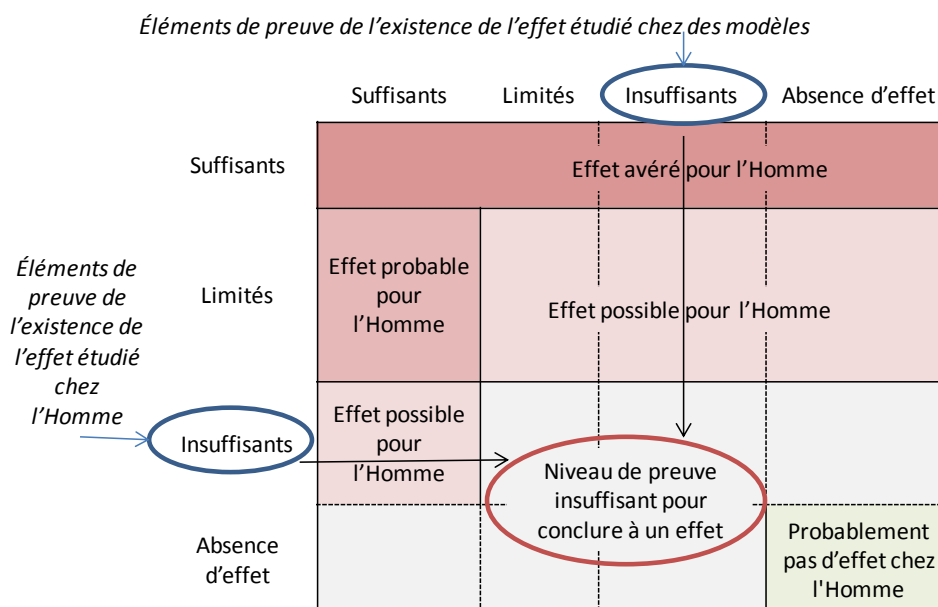 Éléments de preuve de l’existence de l’effet étudié chez des modèles
Suffisants Limités Insuffisants Absence d’effet
Suffisants
Effet avéré pour l’Homme
Éléments de
preuve de
l’existence de
l’effet étudié
chez
l’Homme
Limités
Effet probable
pour
l’Homme
Effet possible pour l’Homme
Insuffisants
Effet possible
pour
l’Homme
Niveau de preuve
insuffisant pour
conclure à un effet
Absence
d’effet
Probablement
pas d’effet chez
l'Homme